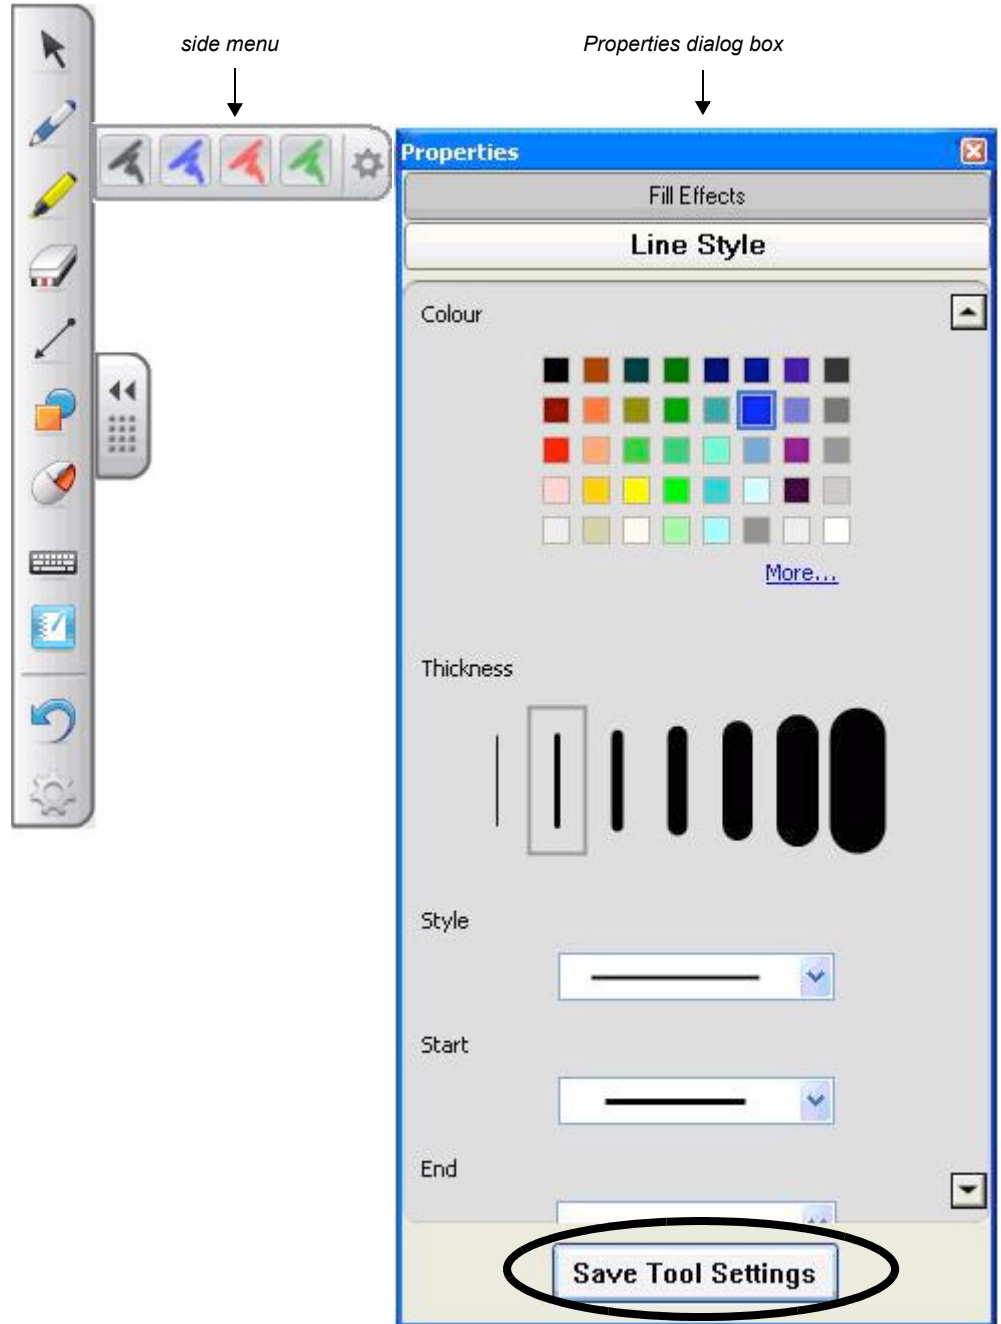 side menu
Properties dialog box
Properties
Fill Effects
Line Style
Colour
More...
Thickness
Style
Start
End
Save Tool Settings